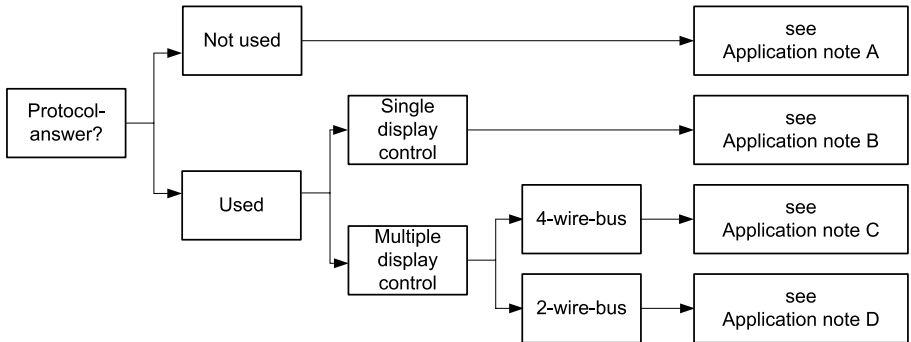 Protocol-
answer?
Not used
see
Application note A
Used
Single
display
control
see
Application note B
Multiple
display
control
4-wire-bus
see
Application note C
2-wire-bus
see
Application note D